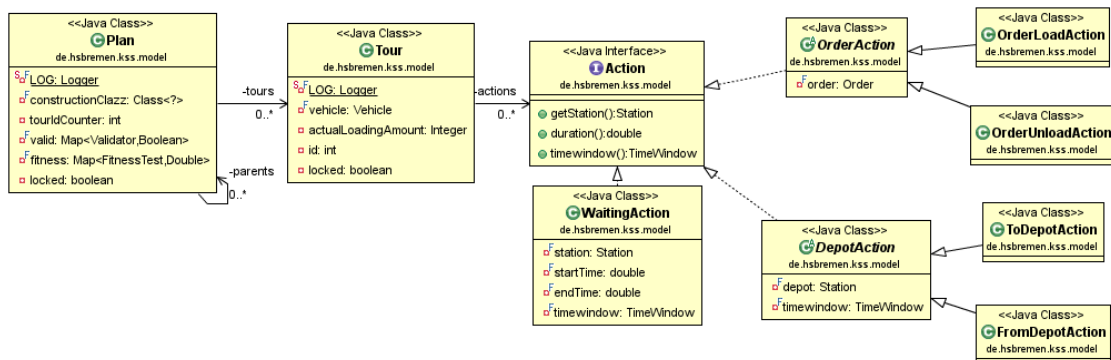 <<Java Class>>
Plan
de.hsbremen.kss.model
LOG: Logger
constructionClazz: Class<?>
tourIdCounter: int
valid: Map<Validator,Boolean>
fitness: Map<FitnessTest,Double>
locked: boolean
-parents
0..*
-tours
0..*
<<Java Class>>
Tour
de.hsbremen.kss.model
LOG: Logger
vehicle: Vehicle
actualLoadingAmount: Integer
id: int
locked: boolean
-actions
0..*
<<Java Interface>>
Action
de.hsbremen.kss.model
getStation():Station
duration():double
timewindow():TimeWindow
<<Java Class>>
WaitingAction
de.hsbremen.kss.model
station: Station
startTime: double
endTime: double
timewindow: TimeWindow
<<Java Class>>
OrderAction
de.hsbremen.kss.model
order: Order
<<Java Class>>
OrderLoadAction
de.hsbremen.kss.model
<<Java Class>>
OrderUnloadAction
de.hsbremen.kss.model
<<Java Class>>
DepotAction
de.hsbremen.kss.model
depot: Station
timewindow: TimeWindow
<<Java Class>>
ToDepotAction
de.hsbremen.kss.model
<<Java Class>>
FromDepotAction
de.hsbremen.kss.model